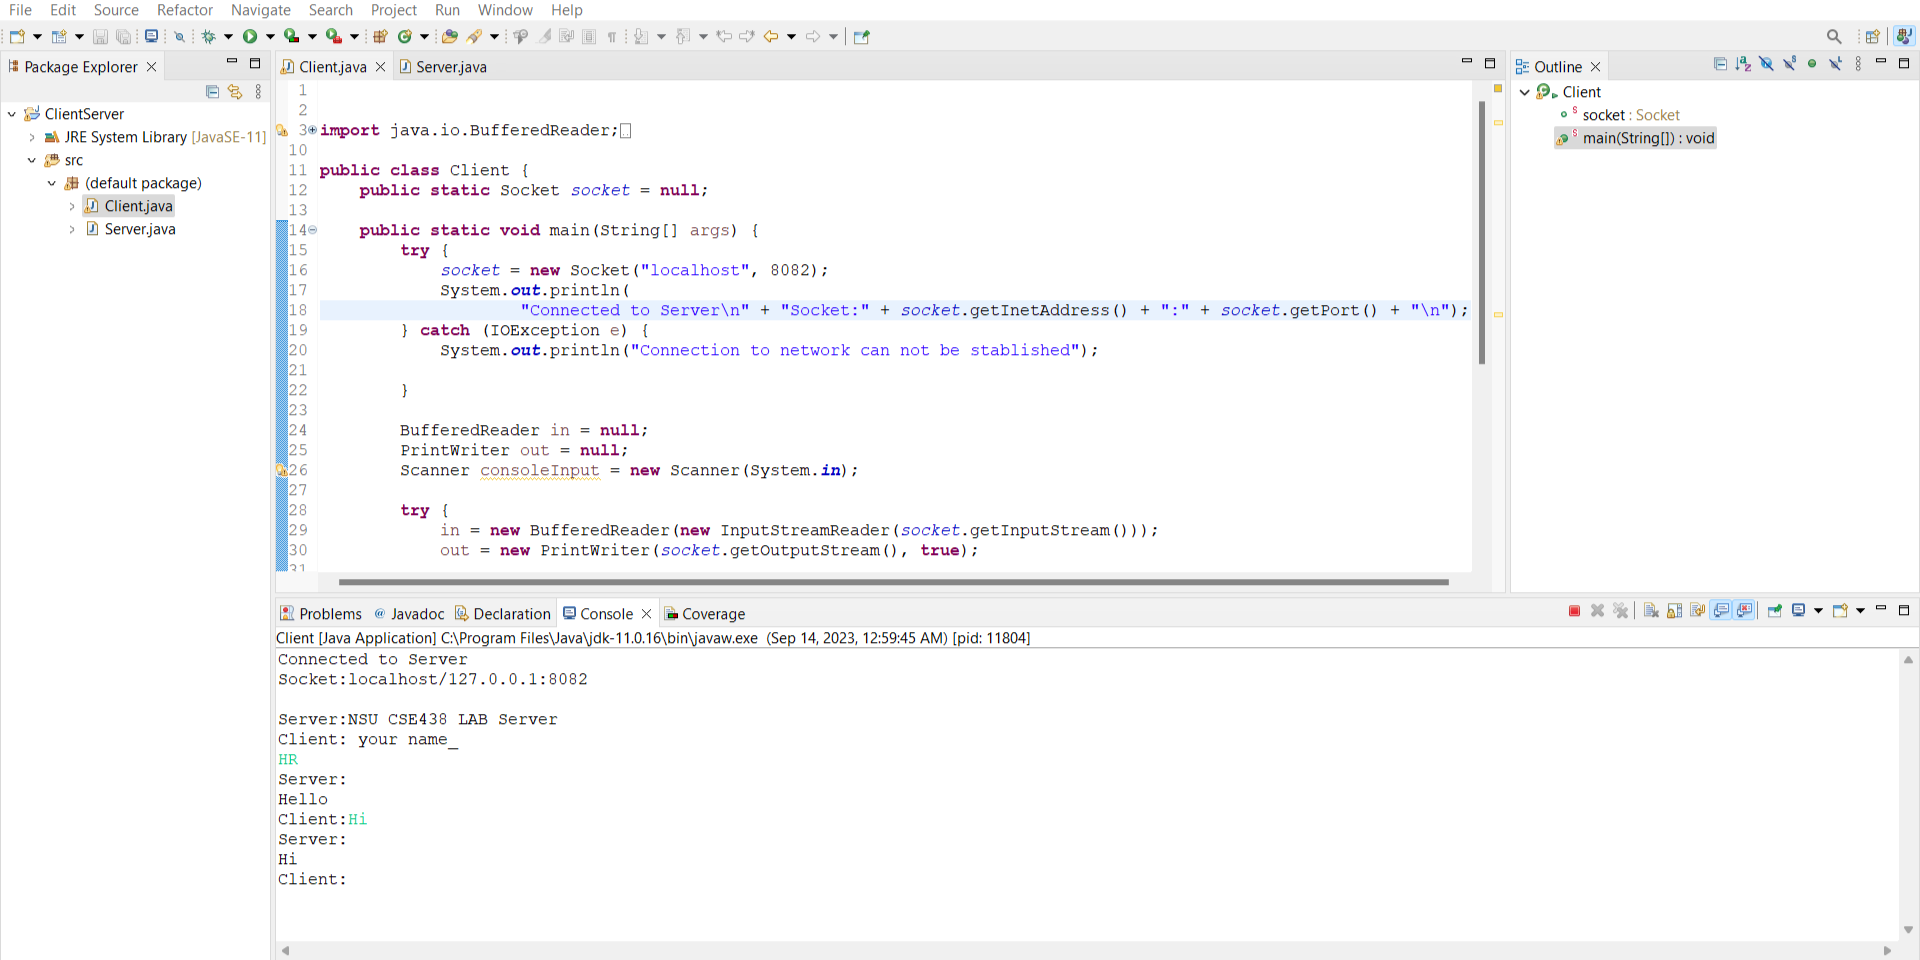 File Edit Source Refactor Navigate Search Project Run Window Help
Package Explorer
ClientServer
JRE System Library [JavaSE-11]
src
(default package)
Client.java
Server.java
Client.java Server.java
1
2
3 import java.io.BufferedReader;
10
11 public class Client {
12 public static Socket socket = null;
13
14 public static void main(String[] args) {
15 try {
16 socket = new Socket("localhost", 8082);
17 System.out.println(
18 "Connected to Server\n" + "Socket:" + socket.getInetAddress() + ":" + socket.getPort() + "\n");
19 } catch (IOException e) {
20 System.out.println("Connection to network can not be stablished");
21
22 }
23
24 BufferedReader in = null;
25 PrintWriter out = null;
26 Scanner consoleInput = new Scanner(System.in);
27
28 try {
29 in = new BufferedReader(new InputStreamReader(socket.getInputStream()));
30 out = new PrintWriter(socket.getOutputStream(), true);
31
Outline
Client
socket : Socket
main(String[]) : void
Problems Javadoc Declaration Console Coverage
Client [Java Application] C:\Program Files\Java\jdk-11.0.16\bin\javaw.exe (Sep 14, 2023, 12:59:45 AM) [pid: 11804]
Connected to Server
Socket:localhost/127.0.0.1:8082
Server:NSU CSE438 LAB Server
Client: your name_
HR
Server:
Hello
Client:Hi
Server:
Hi
Client: